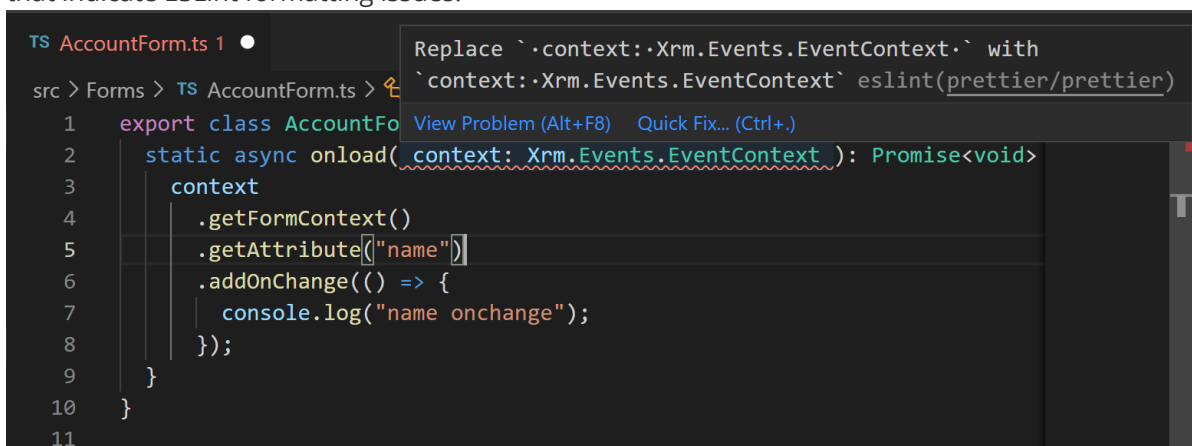 that indicate ESLint formatting issues.
TS AccountForm.ts 1 ●
Replace `·context:·Xrm.Events.EventContext·` with
`context:·Xrm.Events.EventContext` eslint(prettier/prettier)
src > Forms > TS AccountForm.ts >
View Problem (Alt+F8) Quick Fix... (Ctrl+.)
1 export class AccountFo
2 static async onload( context: Xrm.Events.EventContext ): Promise<void>
3 context
4 .getFormContext()
5 .getAttribute("name")
6 .addOnChange(() => {
7 console.log("name onchange");
8 });
9 }
10 }
11